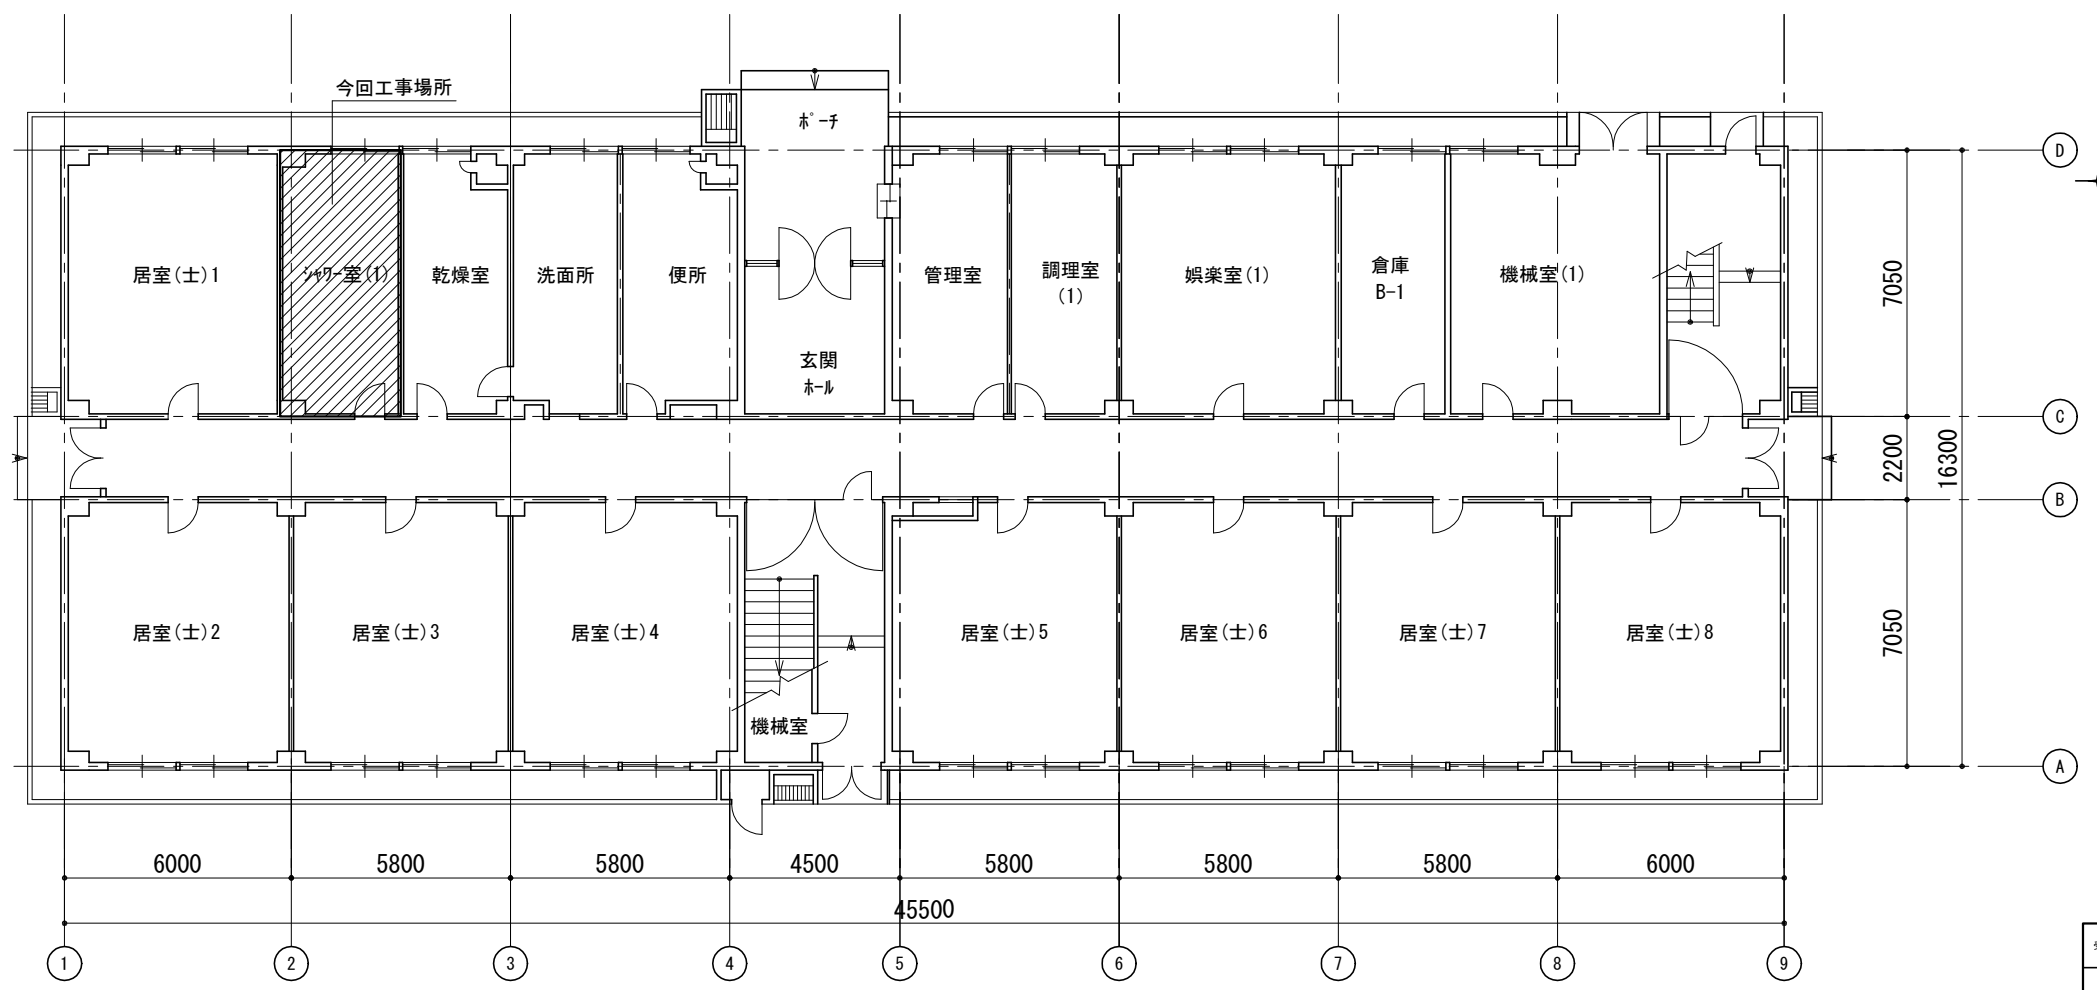 今回工事場所
ﾎﾟｰﾁ
D
居室(士)1
ｼｬﾜｰ室(1)
乾燥室
洗面所
便所
管理室
調理室
(1)
娯楽室(1)
倉庫
B-1
機械室(1)
7050
玄関
ﾎｰﾙ
C
2200
16300
B
居室(士)2
居室(士)3
居室(士)4
居室(士)5
居室(士)6
居室(士)7
居室(士)8
7050
機械室
A
6000
5800
5800
4500
5800
5800
5800
6000
45500
1
2
3
4
5
6
7
8
9